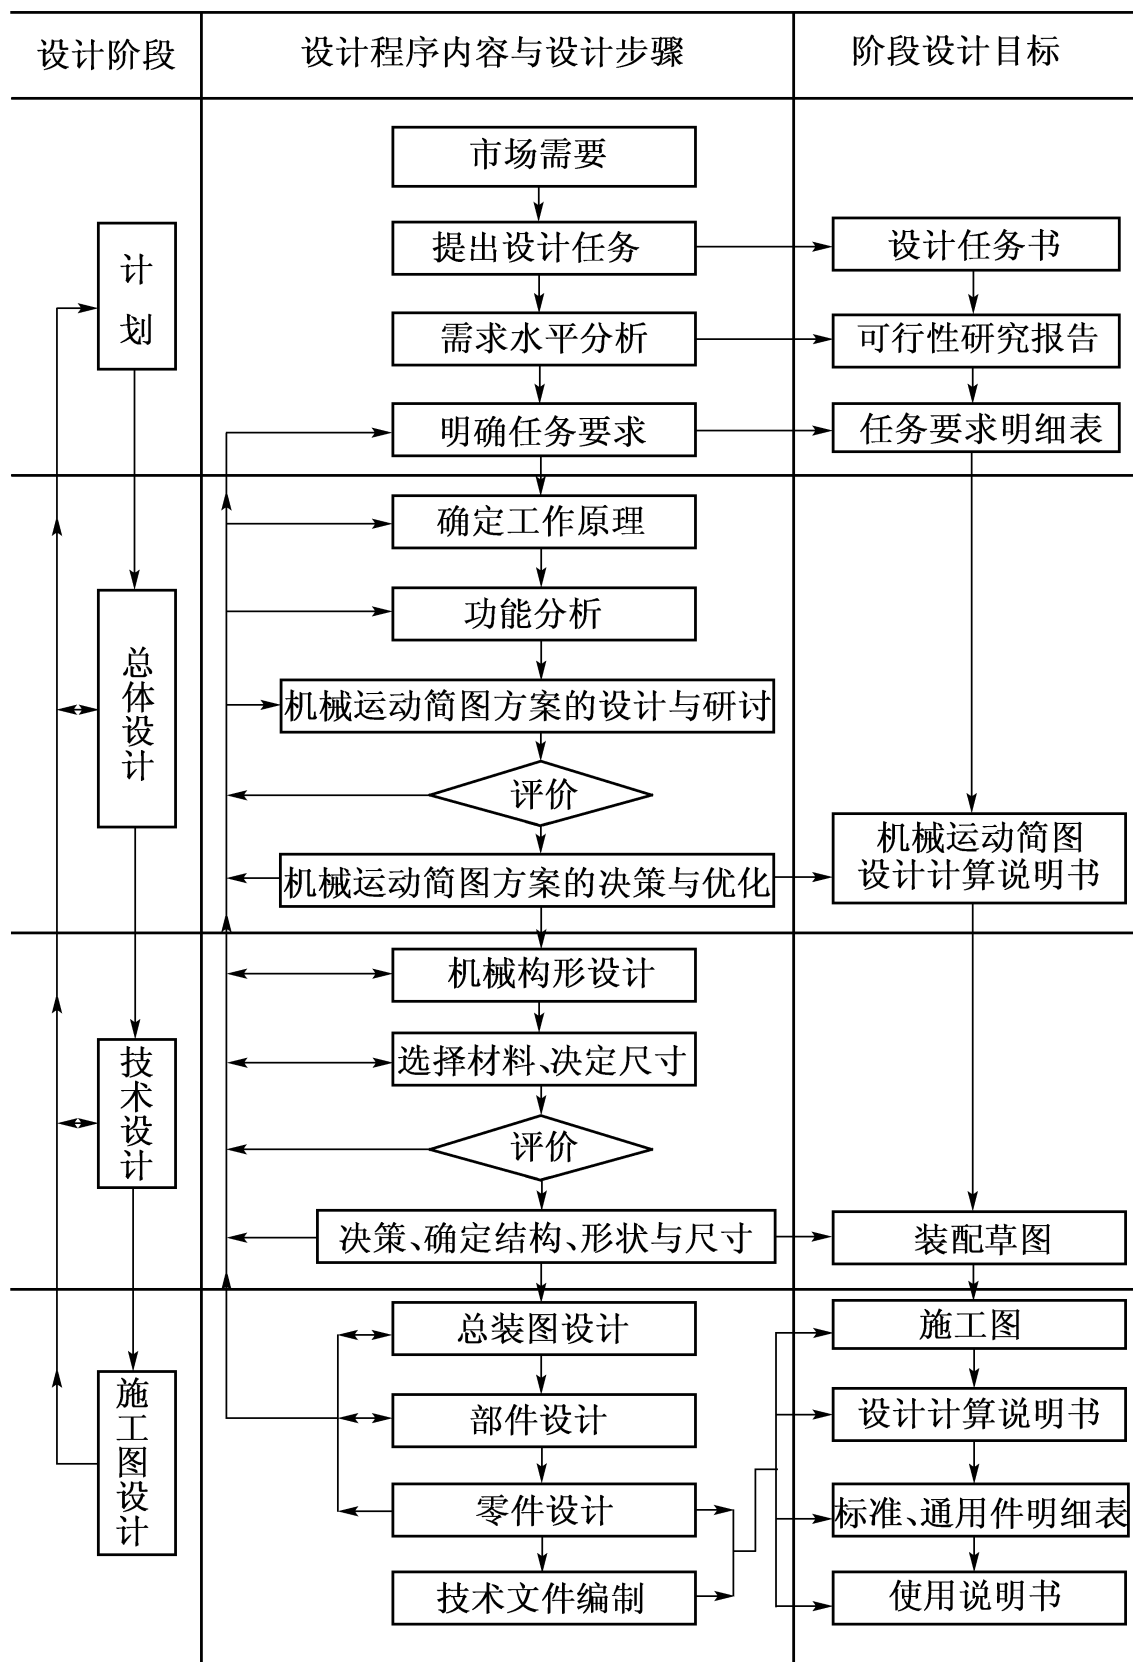 设计阶段
设计程序内容与设计步骤
阶段设计目标
计
划
总
体
设
计
技
术
设
计
施
工
图
设
计
市场需要
提出设计任务
需求水平分析
明确任务要求
确定工作原理
功能分析
机械运动简图方案的设计与研讨
评价
机械运动简图方案的决策与优化
机械构形设计
选择材料、决定尺寸
评价
决策、确定结构、形状与尺寸
总装图设计
部件设计
零件设计
技术文件编制
设计任务书
可行性研究报告
任务要求明细表
机械运动简图
设计计算说明书
装配草图
施工图
设计计算说明书
标准、通用件明细表
使用说明书